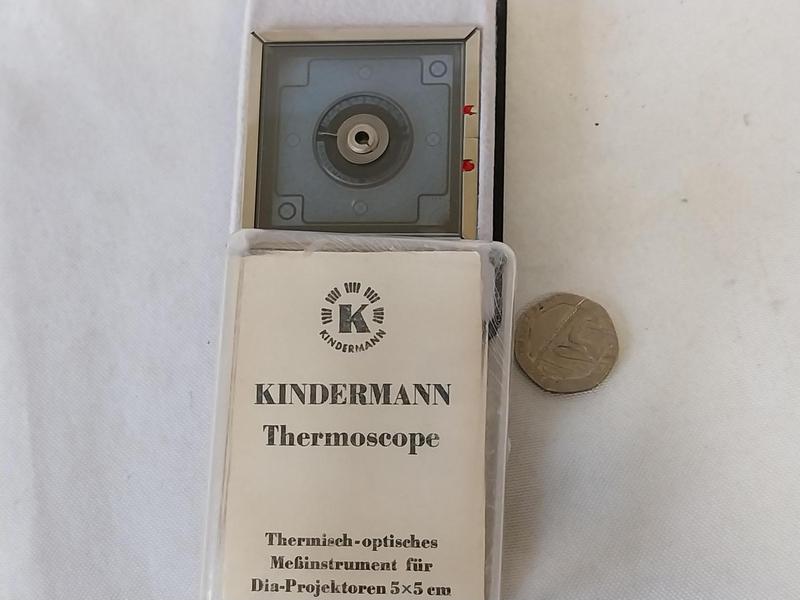 K
KINDERMANN
KINDERMANN
Thermoscope
Thermisch-optisches
Meßinstrument für
Dia-Projektoren 5×5 cm